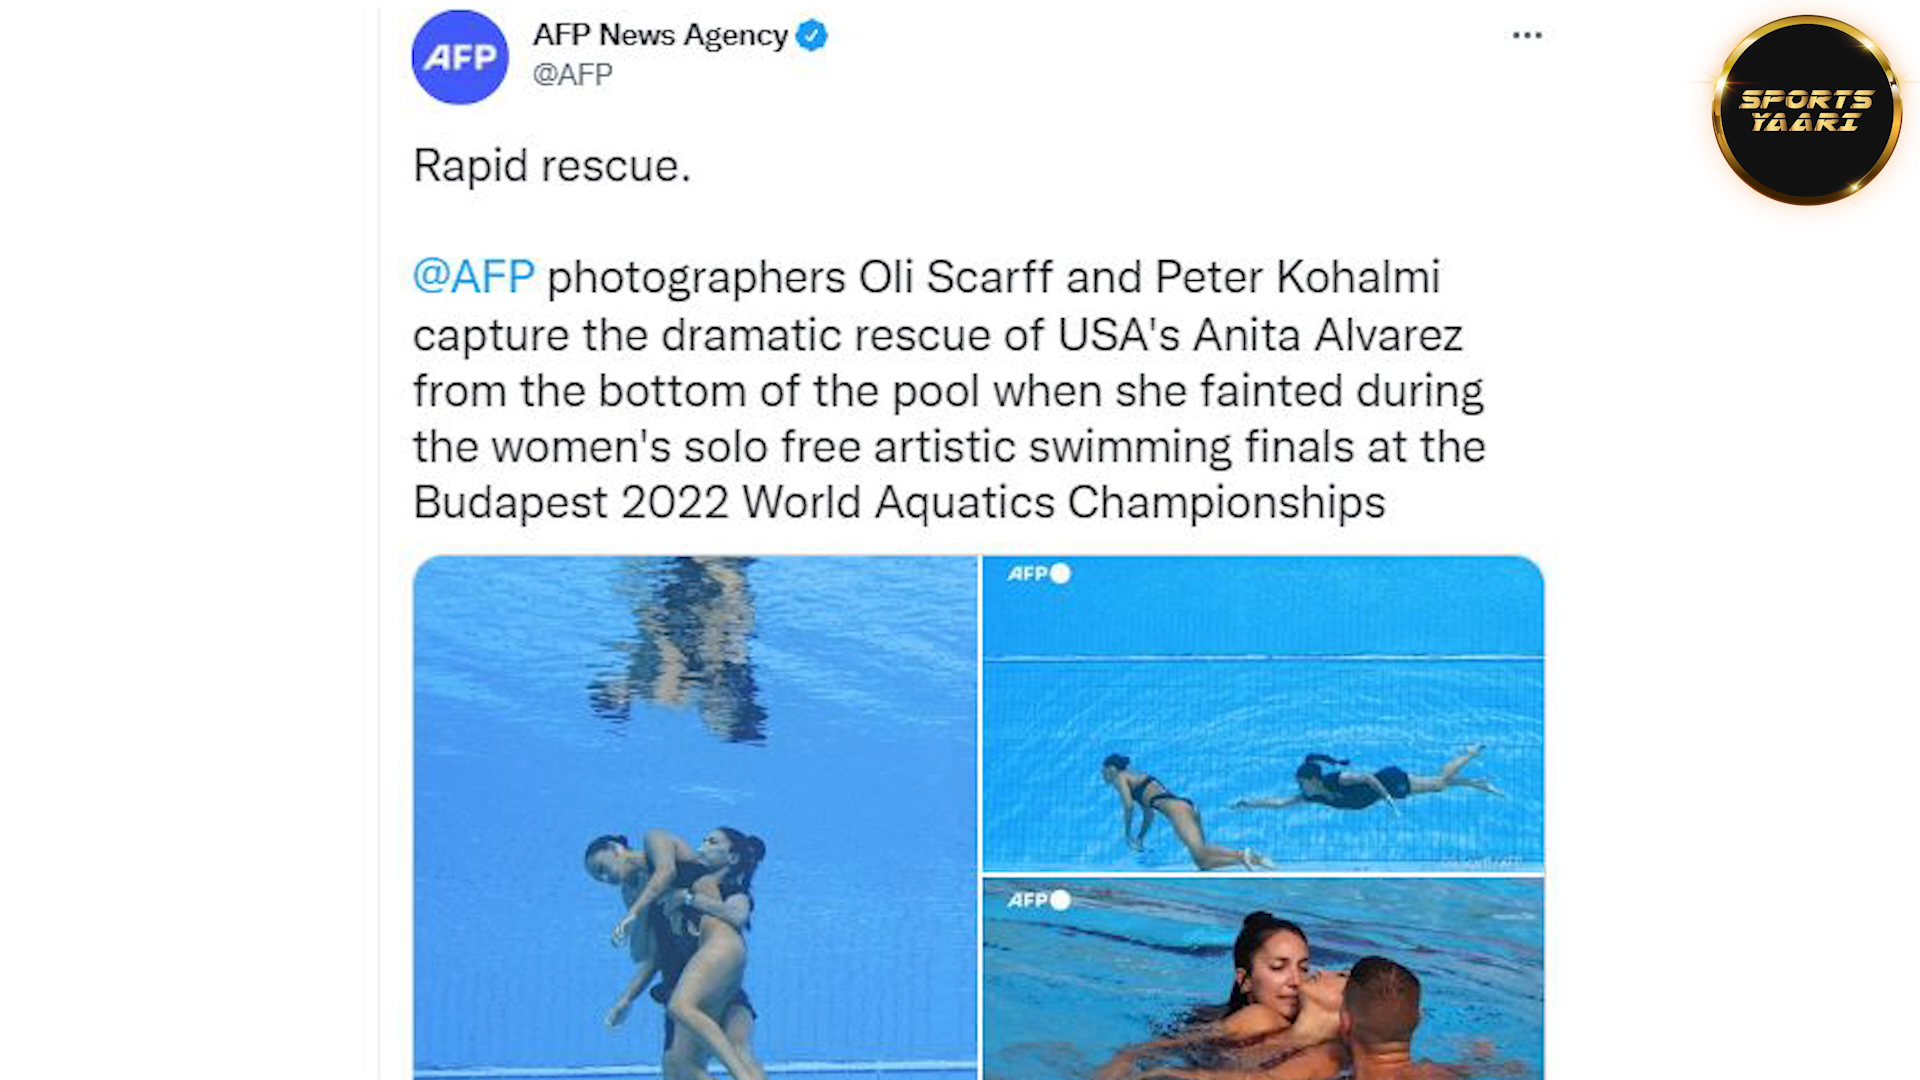 AFP
AFP News Agency
@AFP
SPORTS
YAARI
Rapid rescue.
@AFP photographers Oli Scarff and Peter Kohalmi
capture the dramatic rescue of USA's Anita Alvarez
from the bottom of the pool when she fainted during
the women's solo free artistic swimming finals at the
Budapest 2022 World Aquatics Championships
AFP
AFP